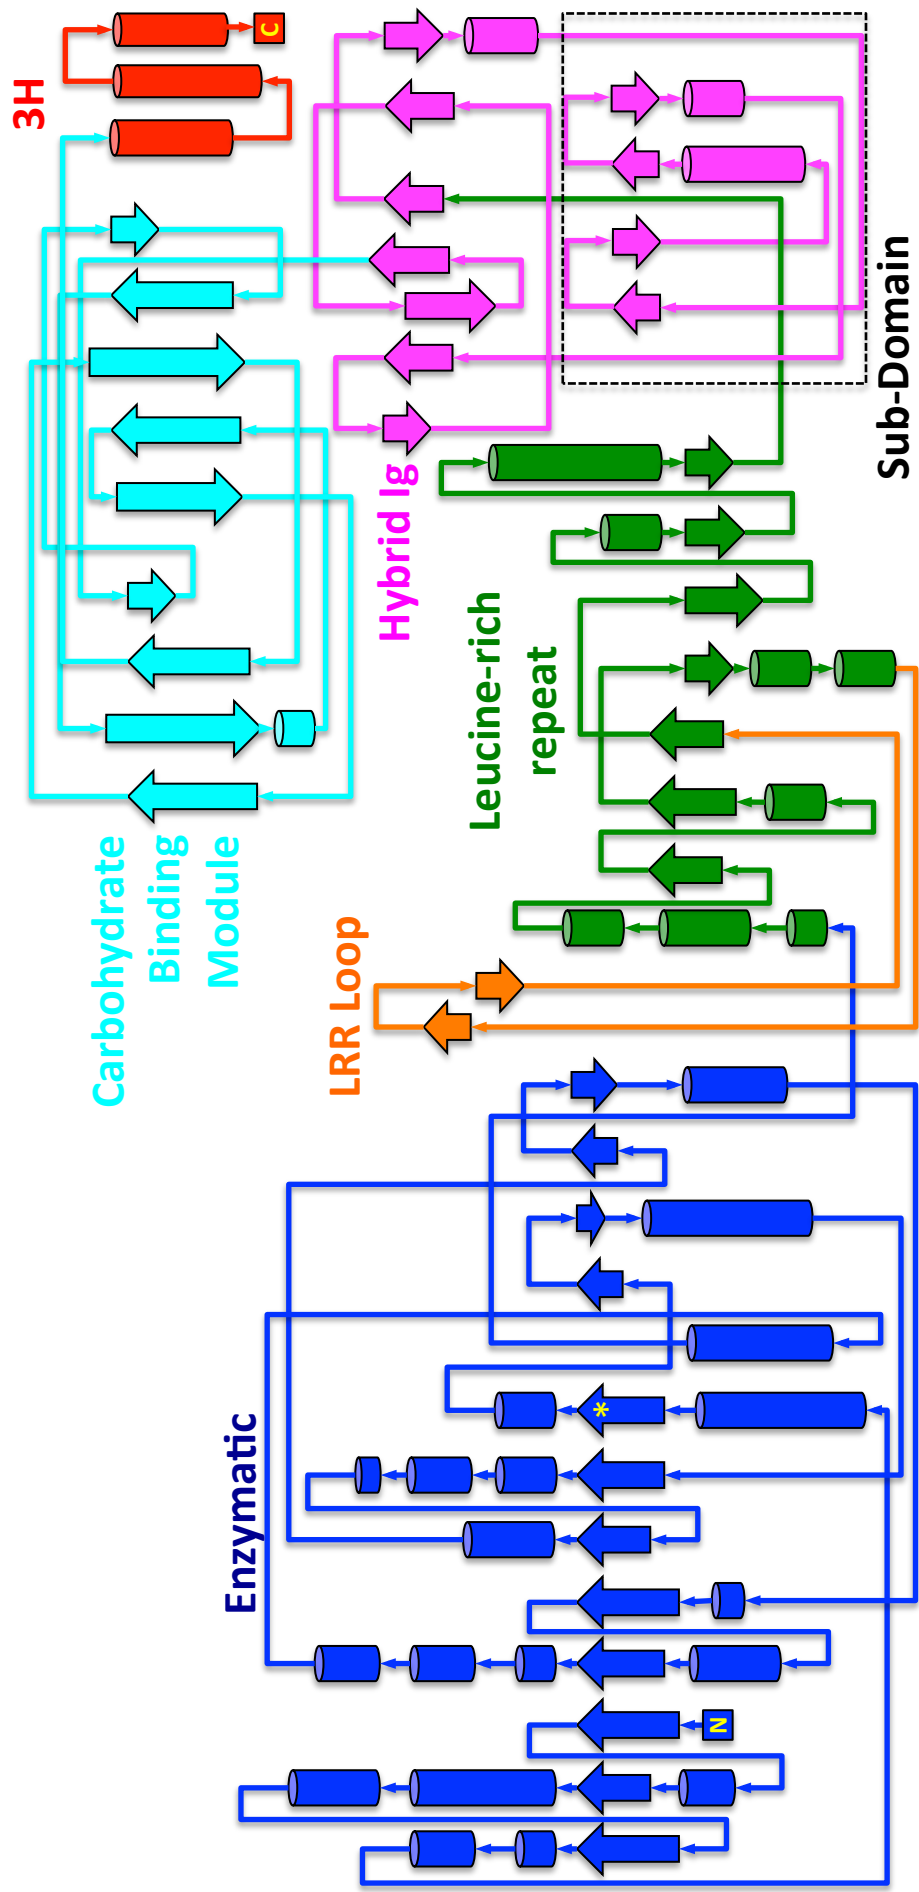 3H
C
Carbohydrate
Binding
Module
Hybrid Ig
Sub-Domain
Leucine-rich
repeat
LRR Loop
Enzymatic
*
N